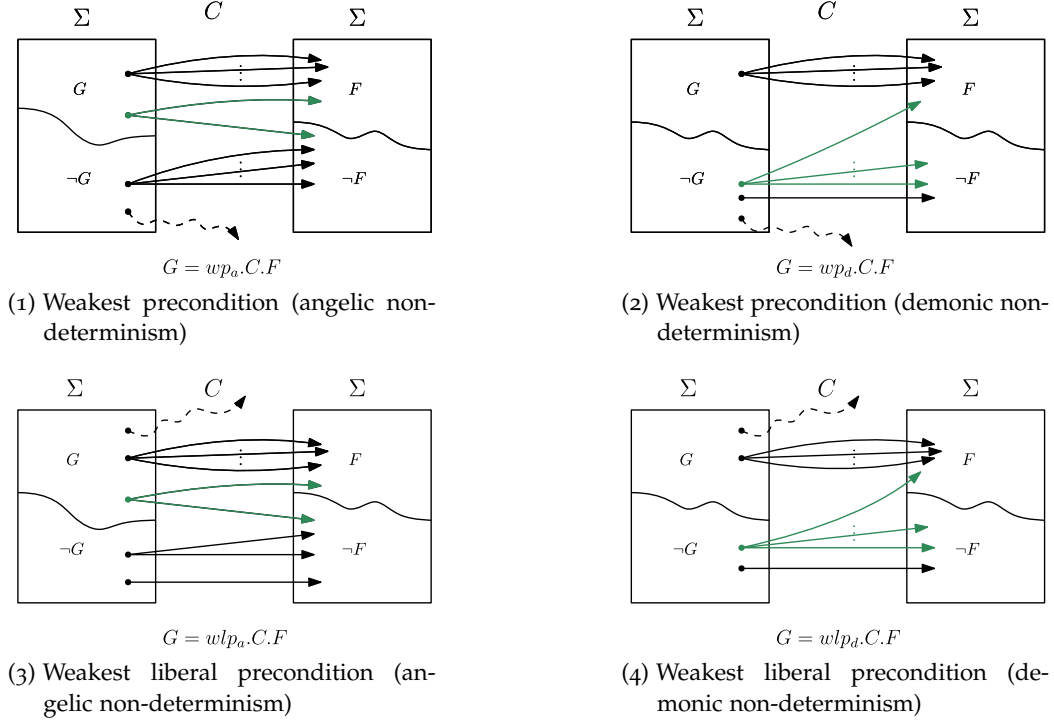 Σ C Σ
G F
¬G ¬F
G = wp_a.C.F
(1) Weakest precondition (angelic non-
determinism)
Σ C Σ
G F
¬G ¬F
G = wp_d.C.F
(2) Weakest precondition (demonic non-
determinism)
Σ C Σ
G F
¬G ¬F
G = wlp_a.C.F
(3) Weakest liberal precondition (an-
gelic non-determinism)
Σ C Σ
G F
¬G ¬F
G = wlp_d.C.F
(4) Weakest liberal precondition (de-
monic non-determinism)